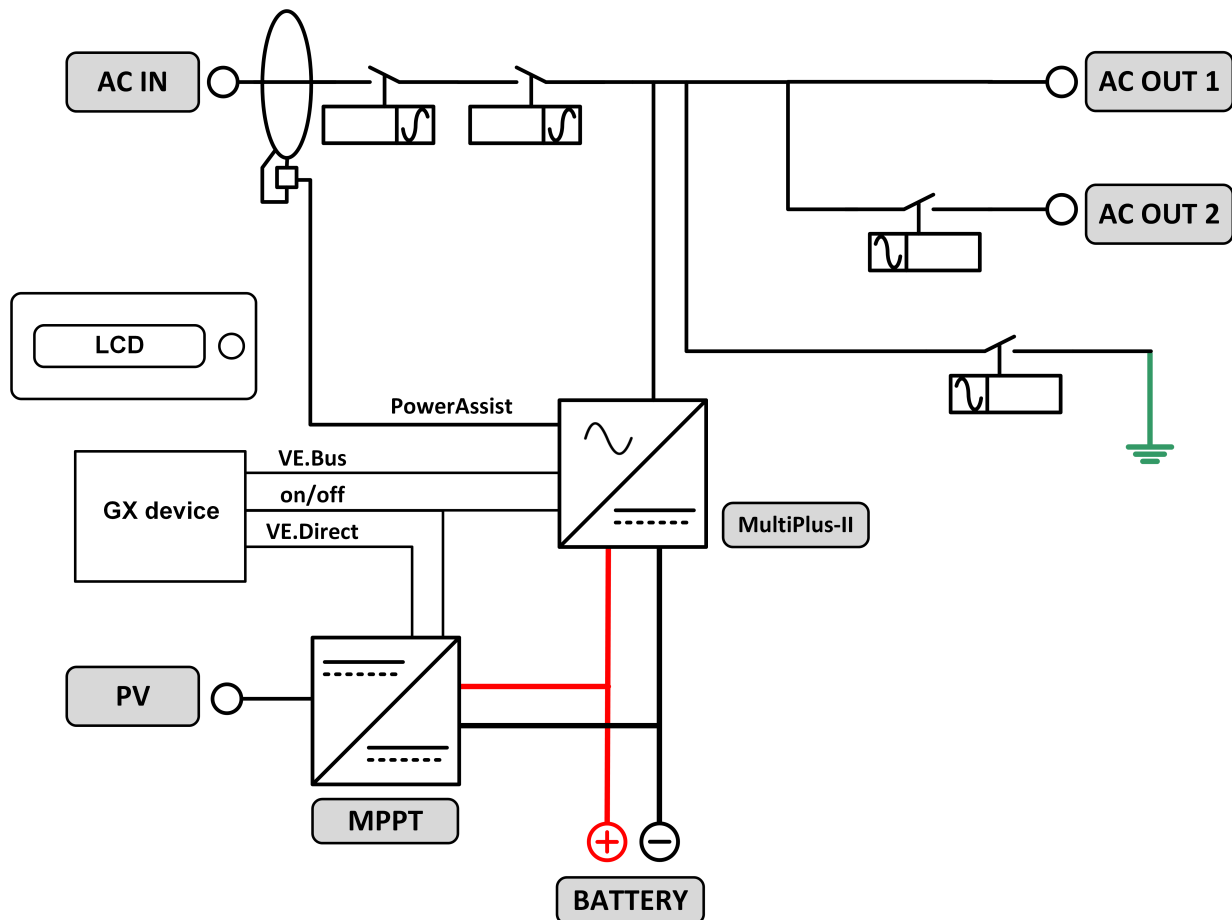 AC IN
AC OUT 1
AC OUT 2
LCD
PowerAssist
VE.Bus
GX device
on/off
VE.Direct
MultiPlus-II
PV
MPPT
BATTERY